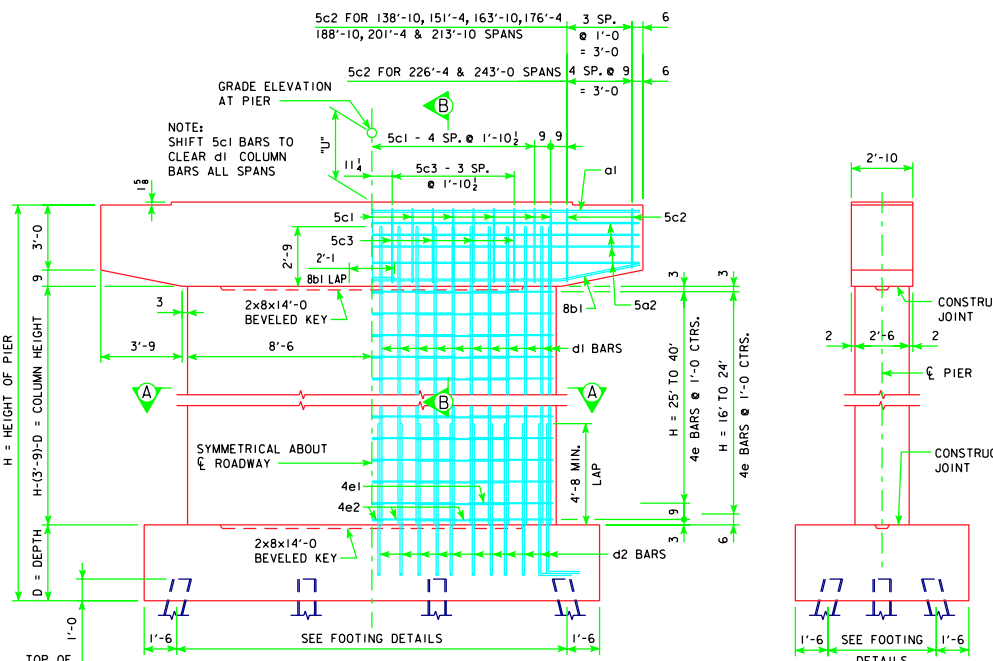 5c2 FOR 138'-10, 151'-4, 163'-10, 176'-4
188'-10, 201'-4 & 213'-10 SPANS
3 SP.
@ 1'-0
= 3'-0
6
5c2 FOR 226'-4 & 243'-0 SPANS
4 SP. @ 9
= 3'-0
6
GRADE ELEVATION
AT PIER
B
NOTE:
SHIFT 5c1 BARS TO
CLEAR d1 COLUMN
BARS ALL SPANS
"U"
5c1 - 4 SP. @ 1'-10½
9
9
11¼
5c3 - 3 SP.
@ 1'-10½
a1
2'-10
1⅝
5c1
5c2
5c3
3'-0
2'-9
2'-1
8b1 LAP
9
3
3
3
2x8x14'-0
BEVELED KEY
8b1
5a2
CONSTRU
JOINT
3'-9
8'-6
d1 BARS
2
2'-6
2
℄ PIER
H = HEIGHT OF PIER
H-(3'-9)-D = COLUMN HEIGHT
A
B
A
H = 25' TO 40'
4e BARS @ 1'-0 CTRS.
H = 16' TO 24'
4e BARS @ 1'-0 CTRS.
SYMMETRICAL ABOUT
℄ ROADWAY
4'-8 MIN.
LAP
CONSTRUC
JOINT
4e1
4e2
9
3
6
D = DEPTH
2x8x14'-0
BEVELED KEY
d2 BARS
1'-0
1'-6
SEE FOOTING DETAILS
1'-6
1'-6
SEE FOOTING
DETAILS
1'-6
TOP OF